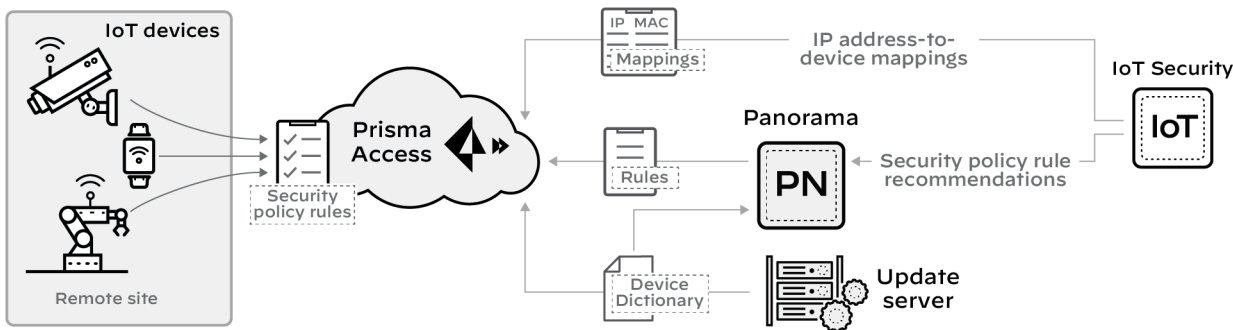 IoT devices
Remote site
Security
policy rules
Prisma
Access
IP MAC
Mappings
IP address-to-
device mappings
IoT Security
IoT
Panorama
PN
Rules
Security policy rule
recommendations
Device
Dictionary
Update
server